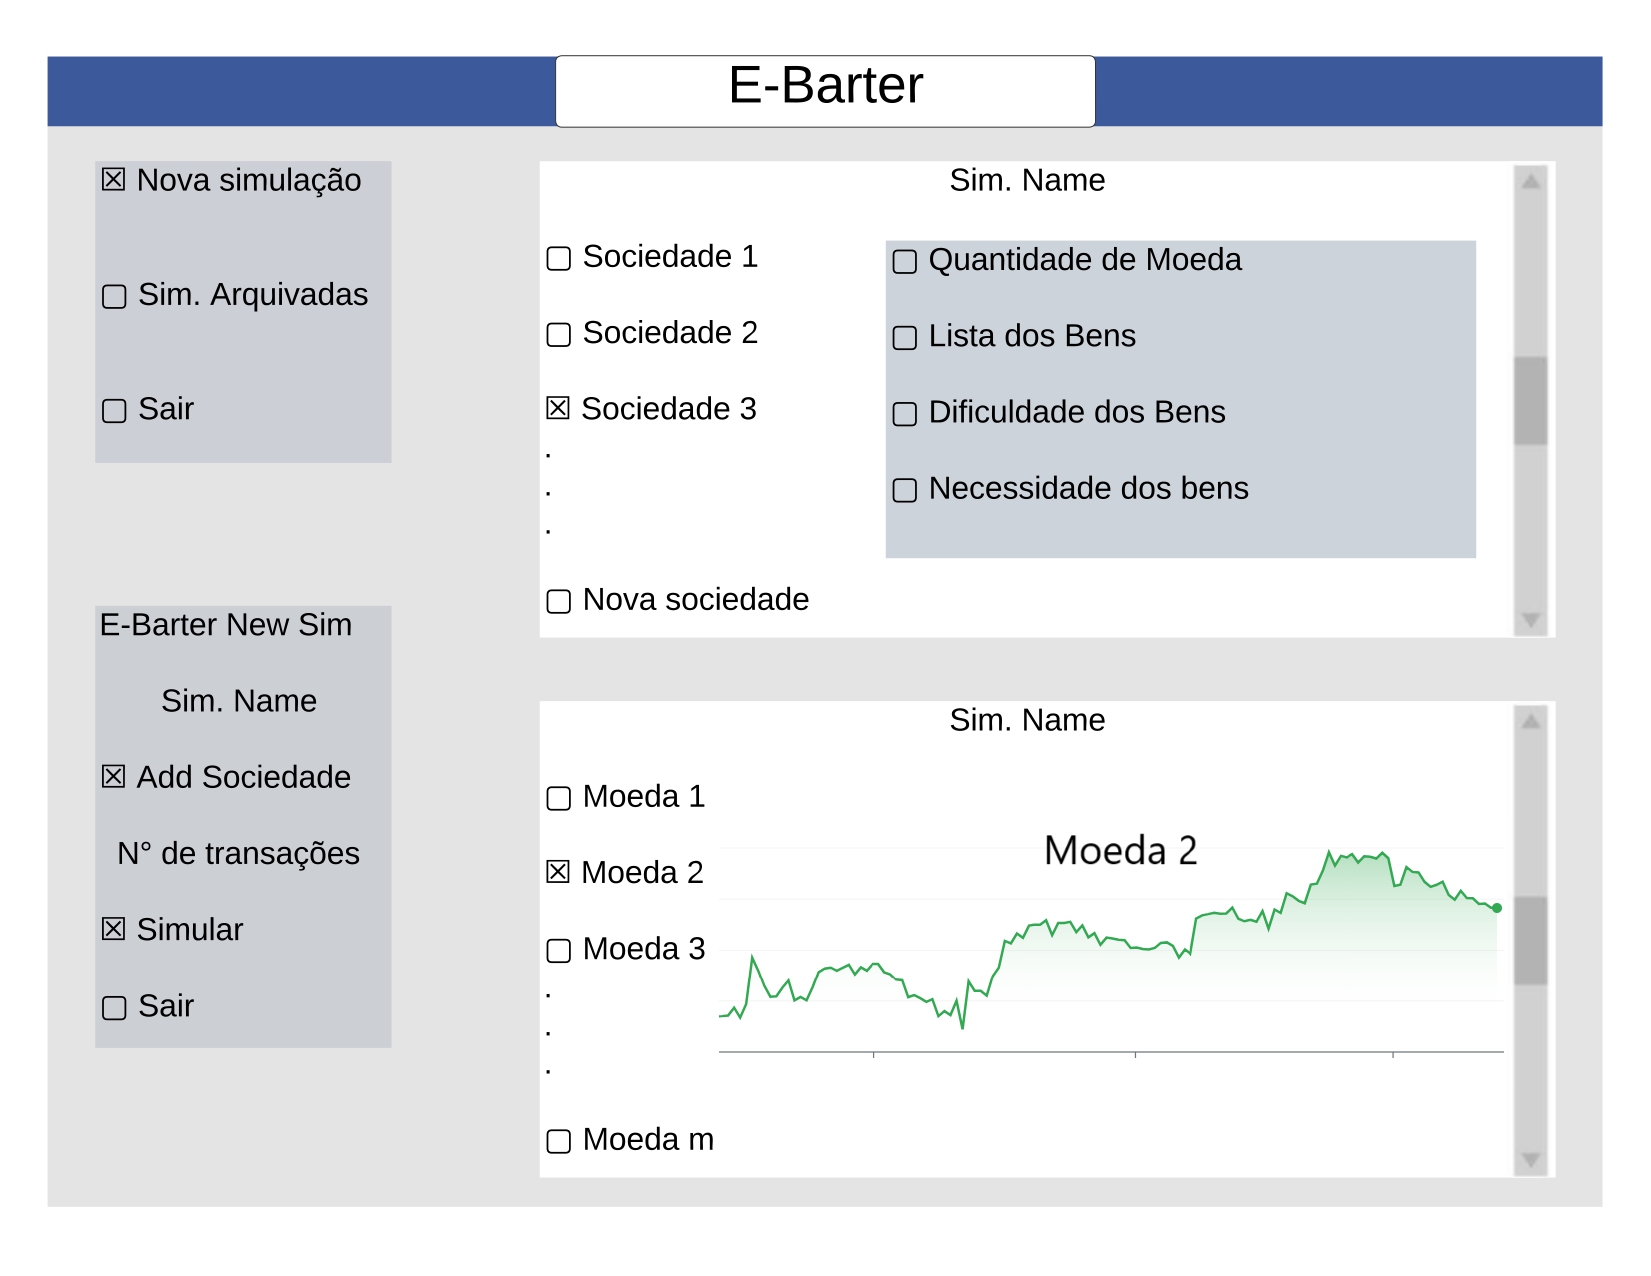 E-Barter
☒ Nova simulação
▢ Sim. Arquivadas
▢ Sair
E-Barter New Sim
Sim. Name
☒ Add Sociedade
N° de transações
☒ Simular
▢ Sair
Sim. Name
▢ Sociedade 1
▢ Sociedade 2
☒ Sociedade 3
.
.
.
▢ Nova sociedade
▢ Quantidade de Moeda
▢ Lista dos Bens
▢ Dificuldade dos Bens
▢ Necessidade dos bens
Sim. Name
▢ Moeda 1
☒ Moeda 2
▢ Moeda 3
.
.
.
▢ Moeda m
Moeda 2